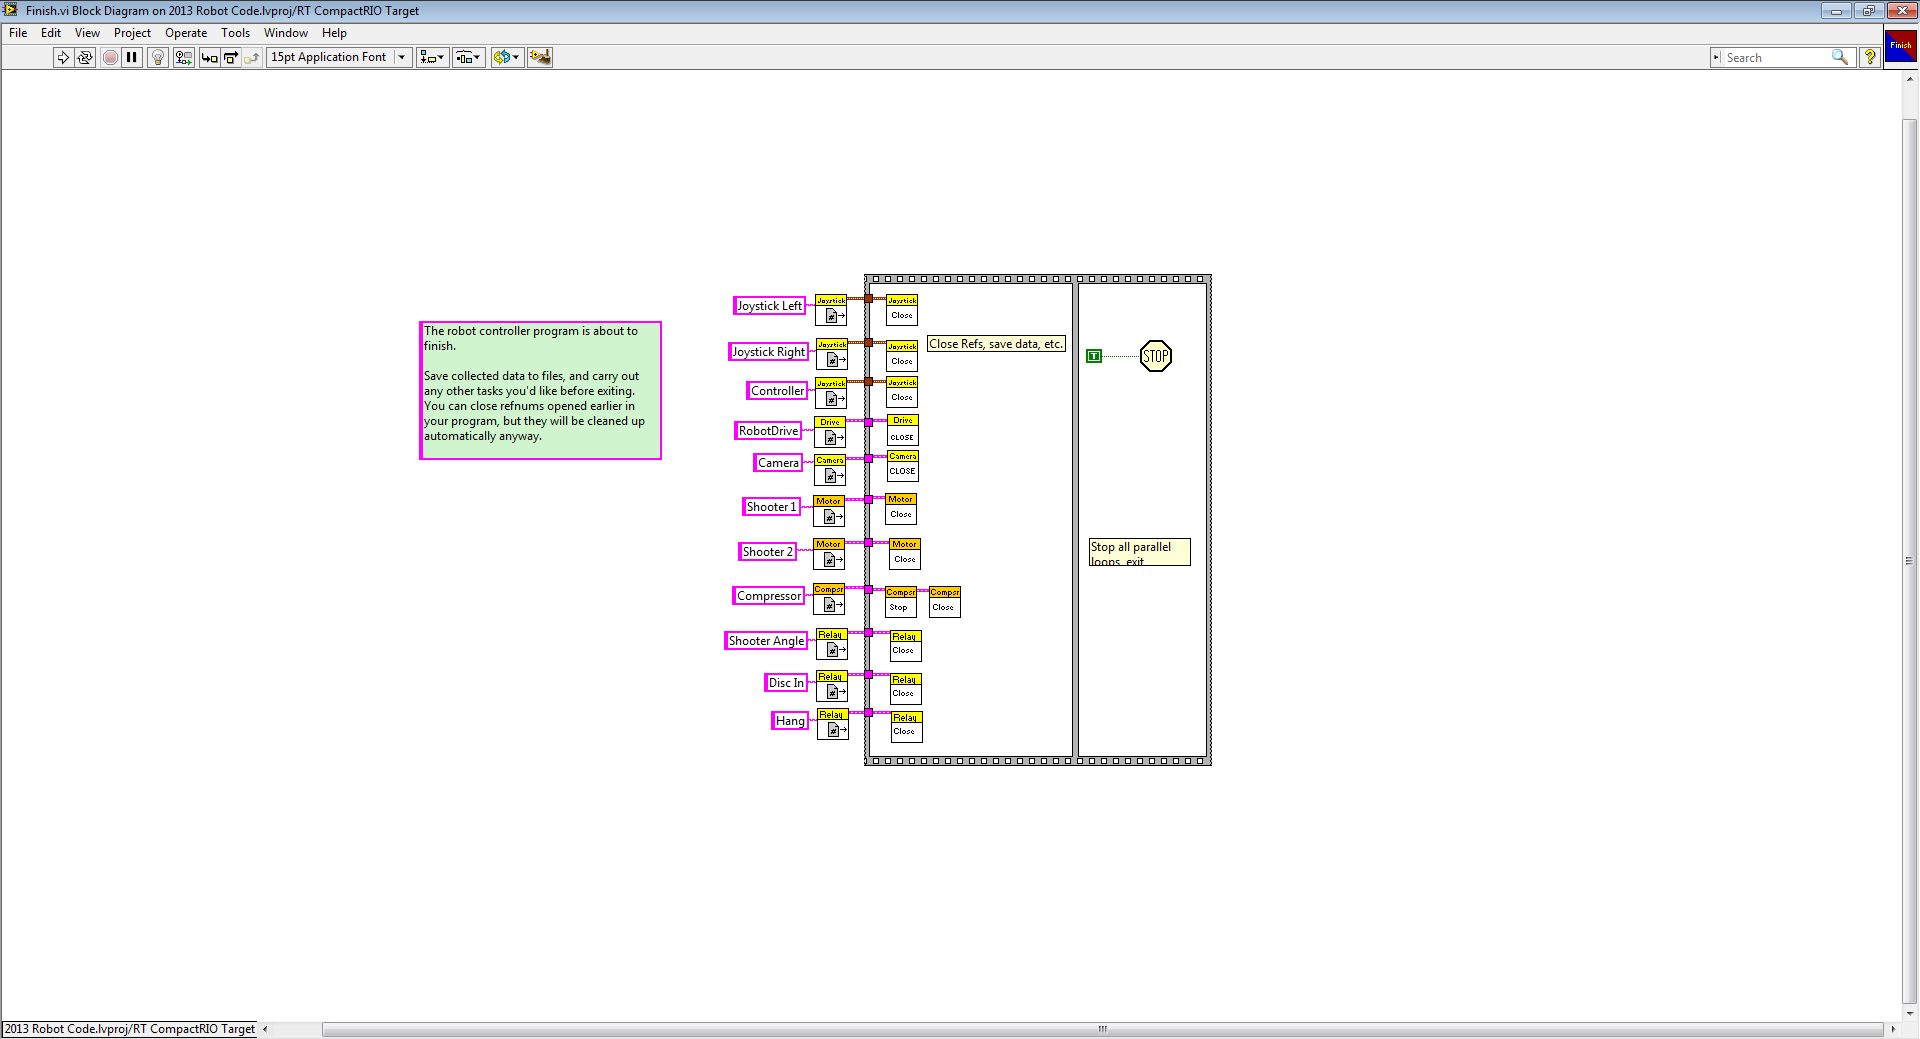 Finish.vi Block Diagram on 2013 Robot Code.lvproj/RT CompactRIO Target
File Edit View Project Operate Tools Window Help
15pt Application Font
Search
?
Finish
The robot controller program is about to
finish.
Save collected data to files, and carry out
any other tasks you'd like before exiting.
You can close refnums opened earlier in
your program, but they will be cleaned up
automatically anyway.
Joystick Left Joystick # Joystick Close
Joystick Right Joystick # Joystick Close
Close Refs, save data, etc.
T STOP
Controller Joystick # Joystick Close
RobotDrive Drive # Drive CLOSE
Camera Camera # Camera CLOSE
Shooter 1 Motor # Motor Close
Shooter 2 Motor # Motor Close
Stop all parallel
loops, exit
Compressor Compsr # Compsr Stop Compsr Close
Shooter Angle Relay # Relay Close
Disc In Relay # Relay Close
Hang Relay # Relay Close
2013 Robot Code.lvproj/RT CompactRIO Target